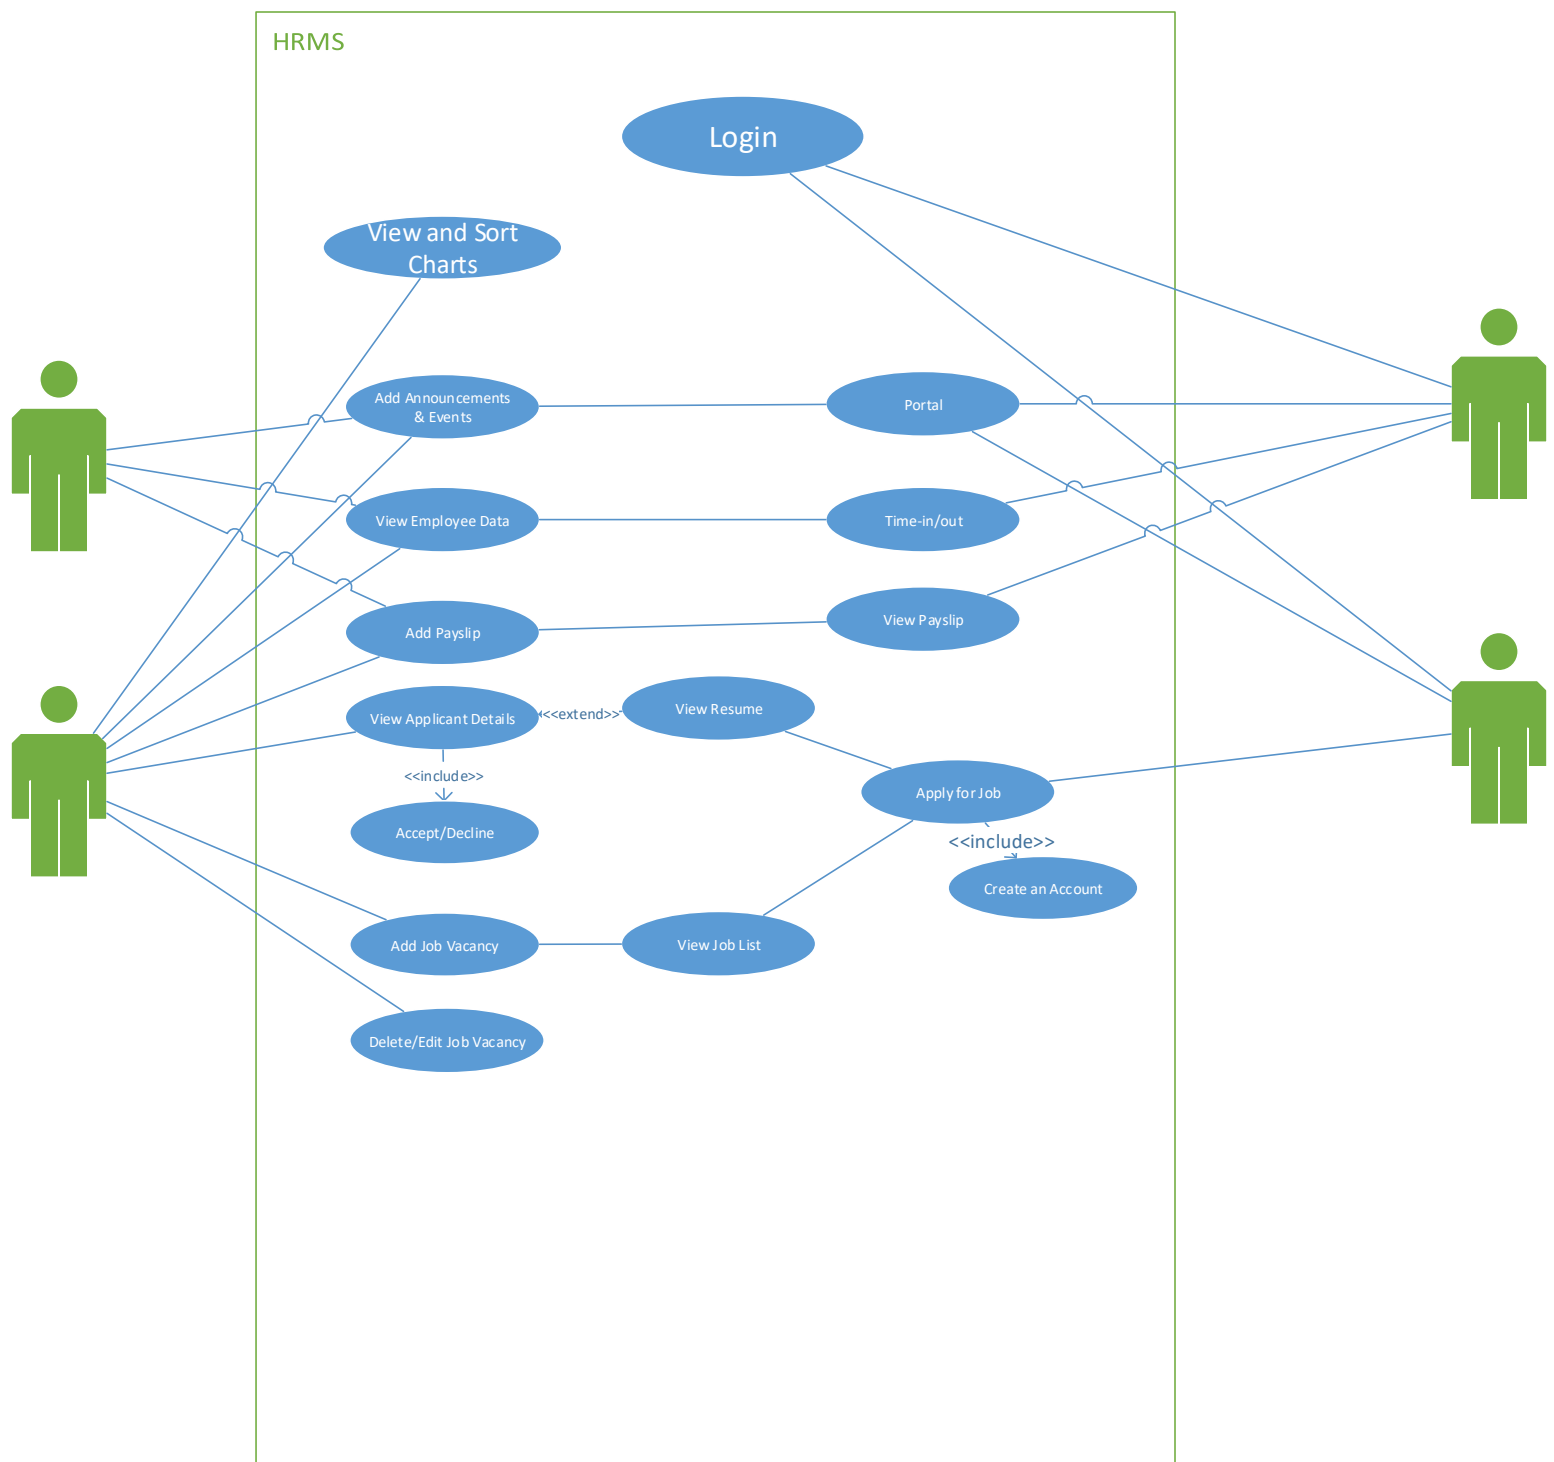 HRMS
Login
View and Sort
Charts
Add Announcements
& Events
Portal
View Employee Data
Time-in/out
Add Payslip
View Payslip
View Applicant Details
<<extend>>
View Resume
<<include>>
Apply for Job
Accept/Decline
<<include>>
Create an Account
Add Job Vacancy
View Job List
Delete/Edit Job Vacancy